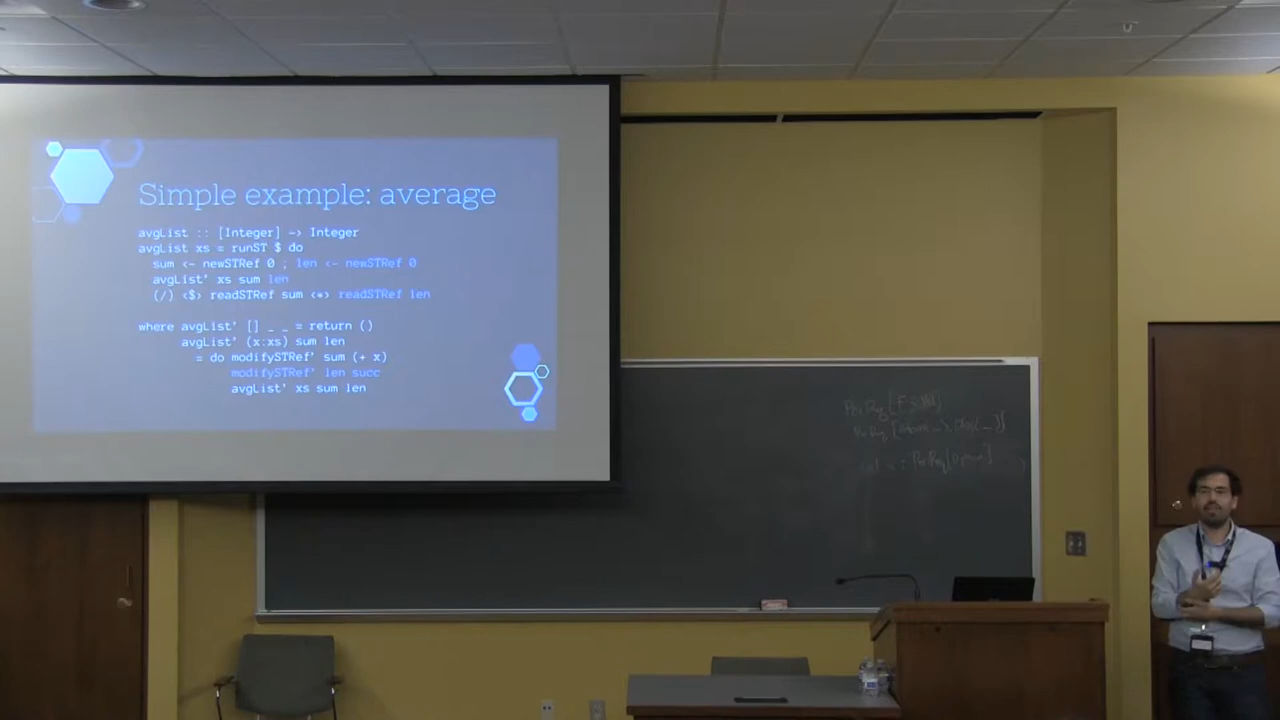 Simple example: average
avgList :: [Integer] -> Integer
avgList xs = runST $ do
  sum <- newSTRef 0 ; len <- newSTRef 0
  avgList' xs sum len
  (/) <$> readSTRef sum <*> readSTRef len
where avgList' [] _ _ = return ()
      avgList' (x:xs) sum len
        = do modifySTRef' sum (+ x)
             modifySTRef' len succ
             avgList' xs sum len